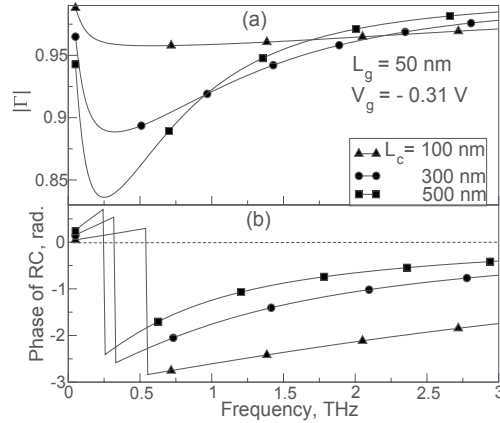 (a)
0.95
0.9
0.85
|Γ|
L_g = 50 nm
V_g = - 0.31 V
L_c = 100 nm
300 nm
500 nm
(b)
0
-1
-2
-3
Phase of RC, rad.
0 0.5 1 1.5 2 2.5 3
Frequency, THz